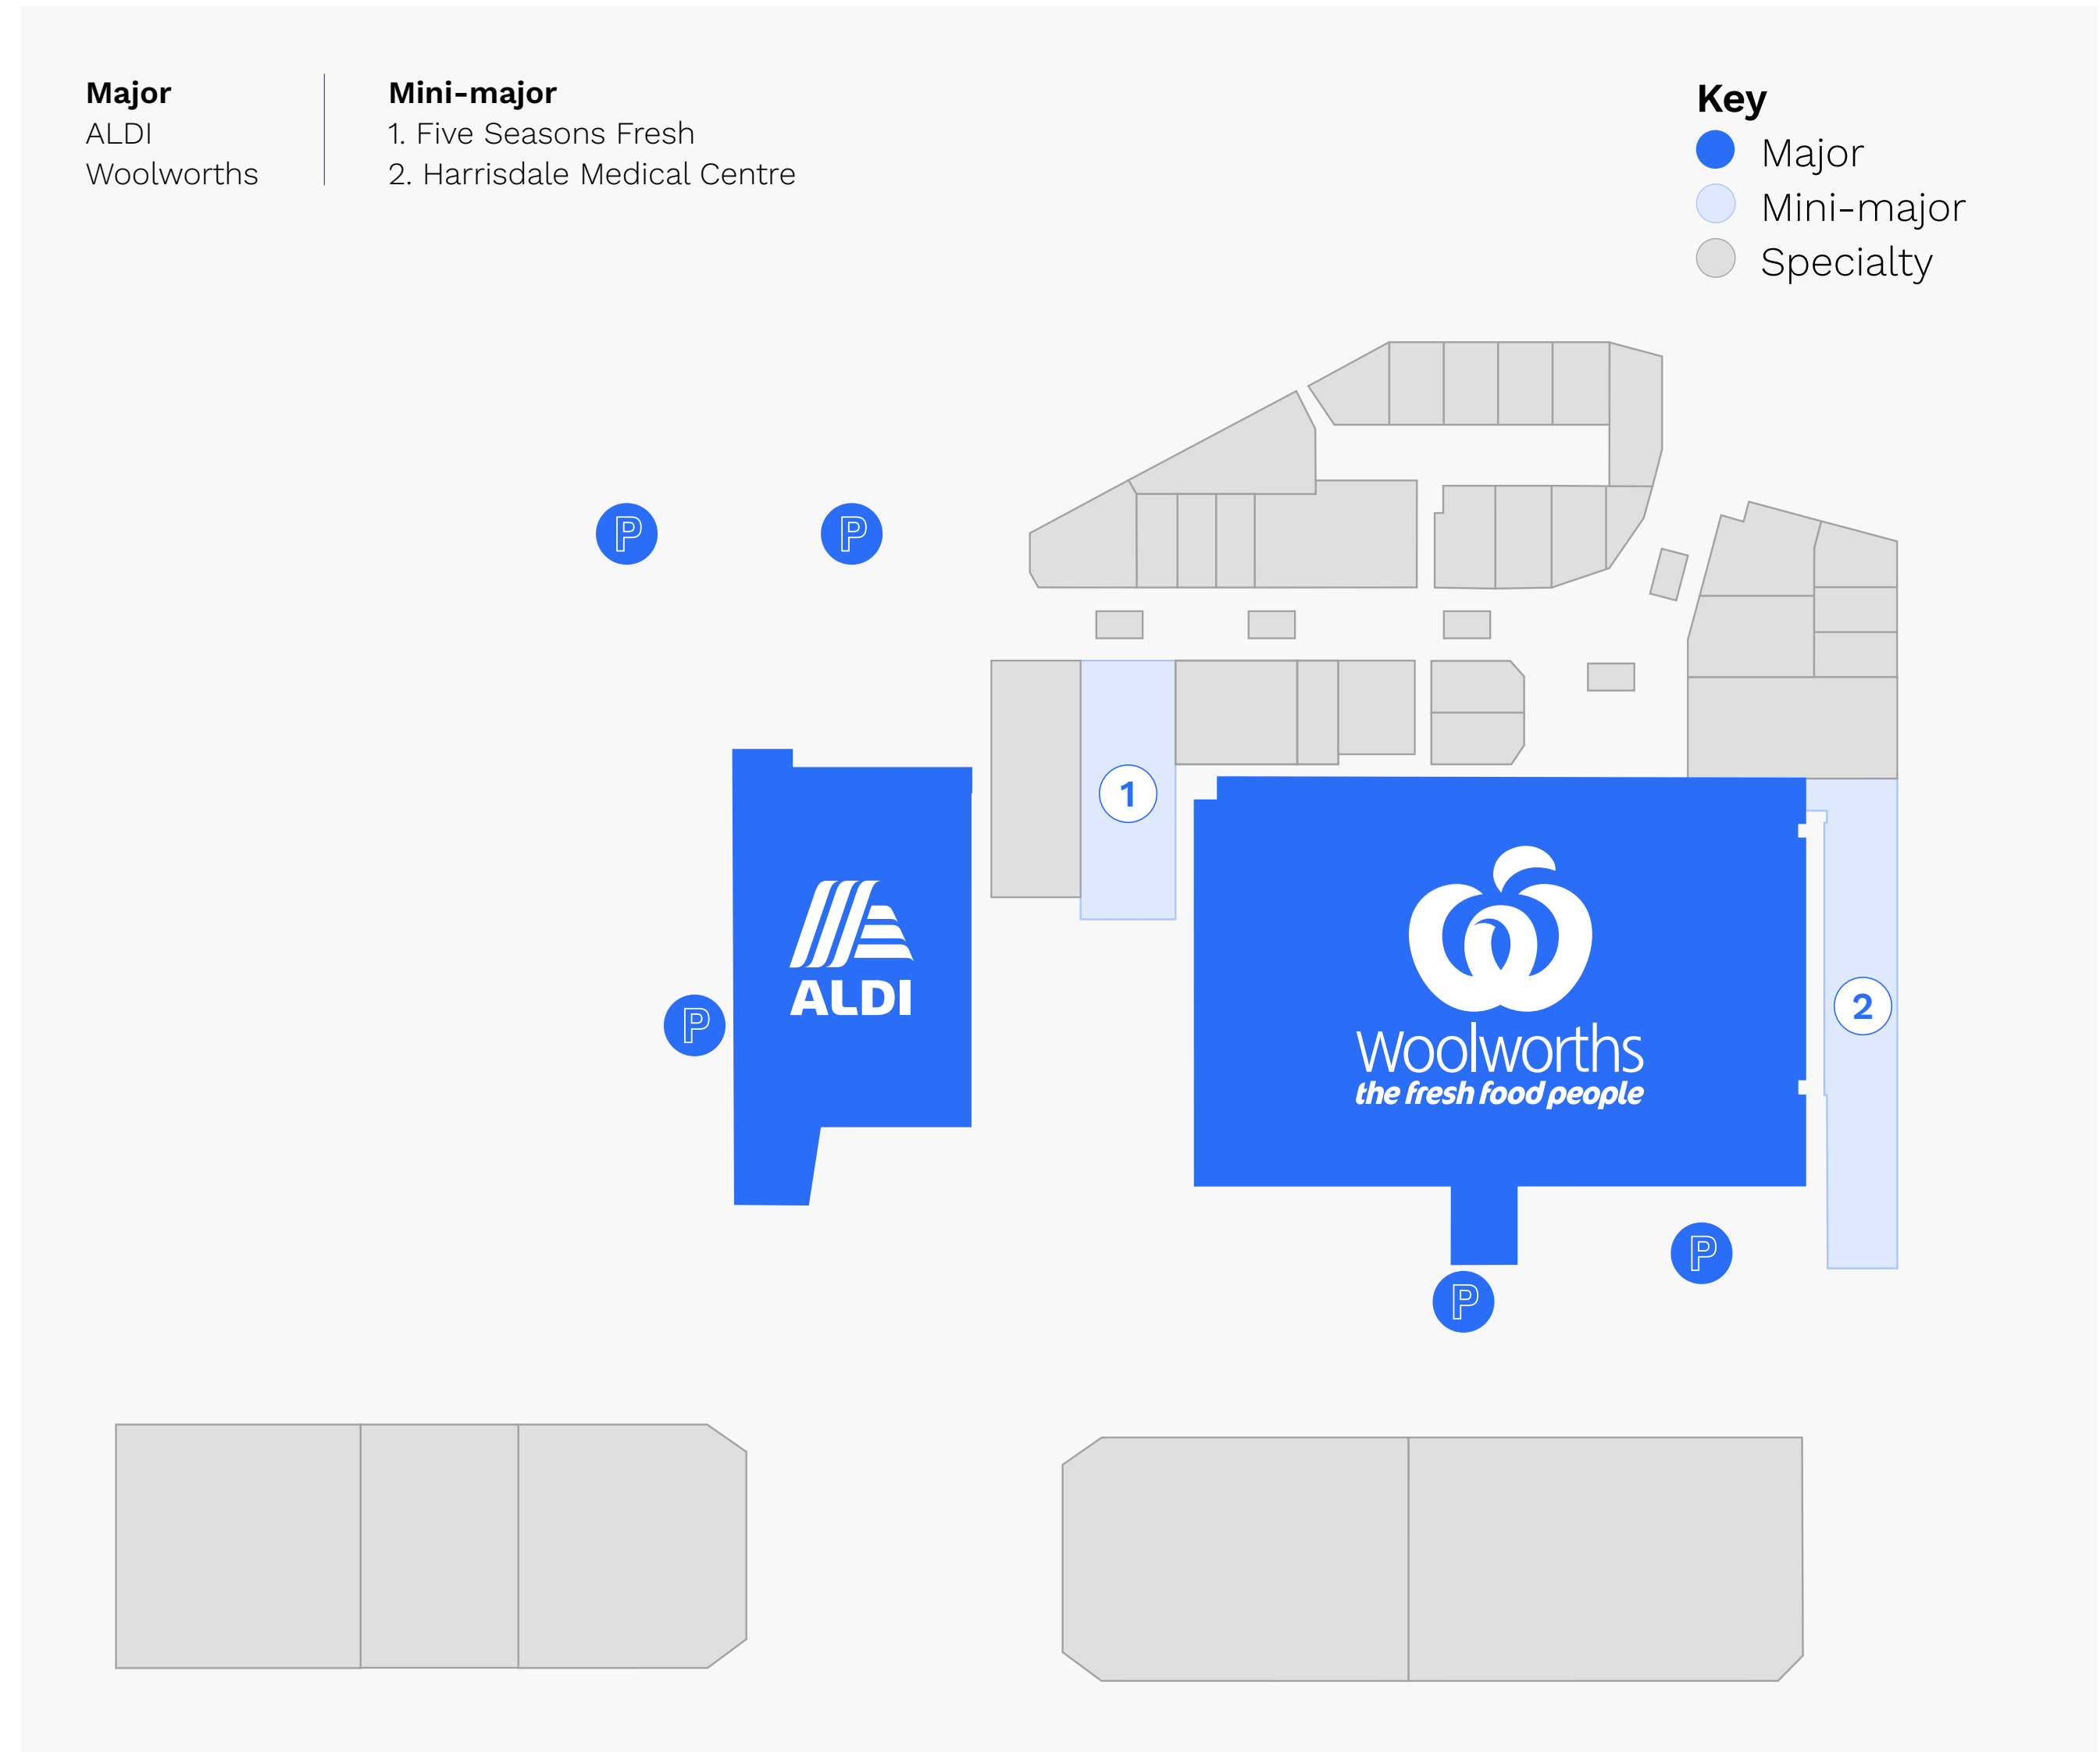 Major
ALDI
Woolworths
Mini-major
1. Five Seasons Fresh
2. Harrisdale Medical Centre
Key
Major
Mini-major
Specialty
P
P
1
ALDI
P
Woolworths
the fresh food people
2
P
P